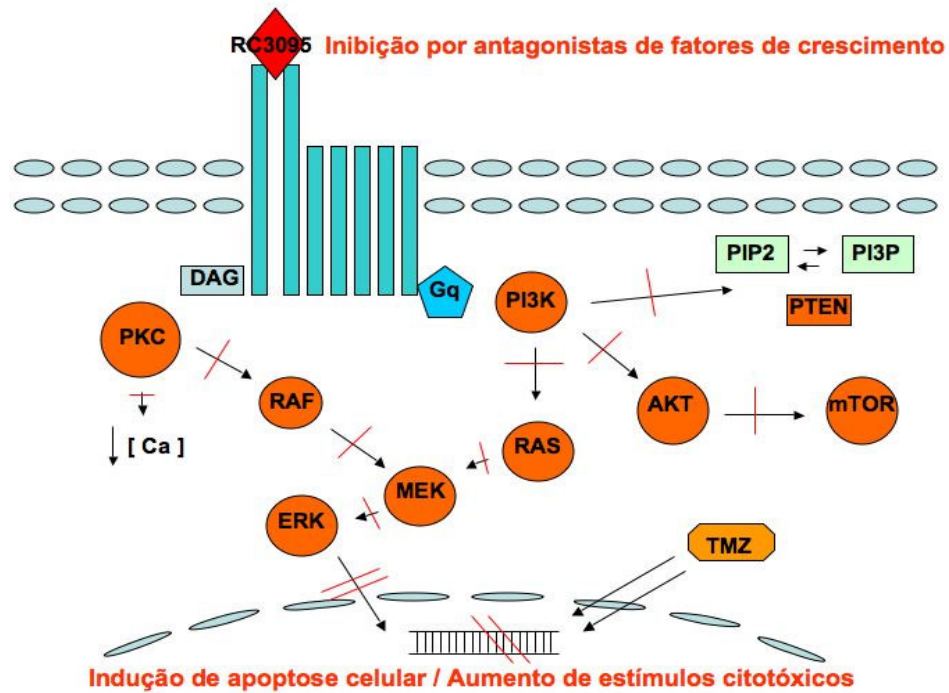 RC3095 Inibição por antagonistas de fatores de crescimento
PIP2 PI3P
DAG
Gq PI3K
PTEN
PKC
RAF AKT mTOR
[ Ca ] RAS
MEK
ERK
TMZ
Indução de apoptose celular / Aumento de estímulos citotóxicos